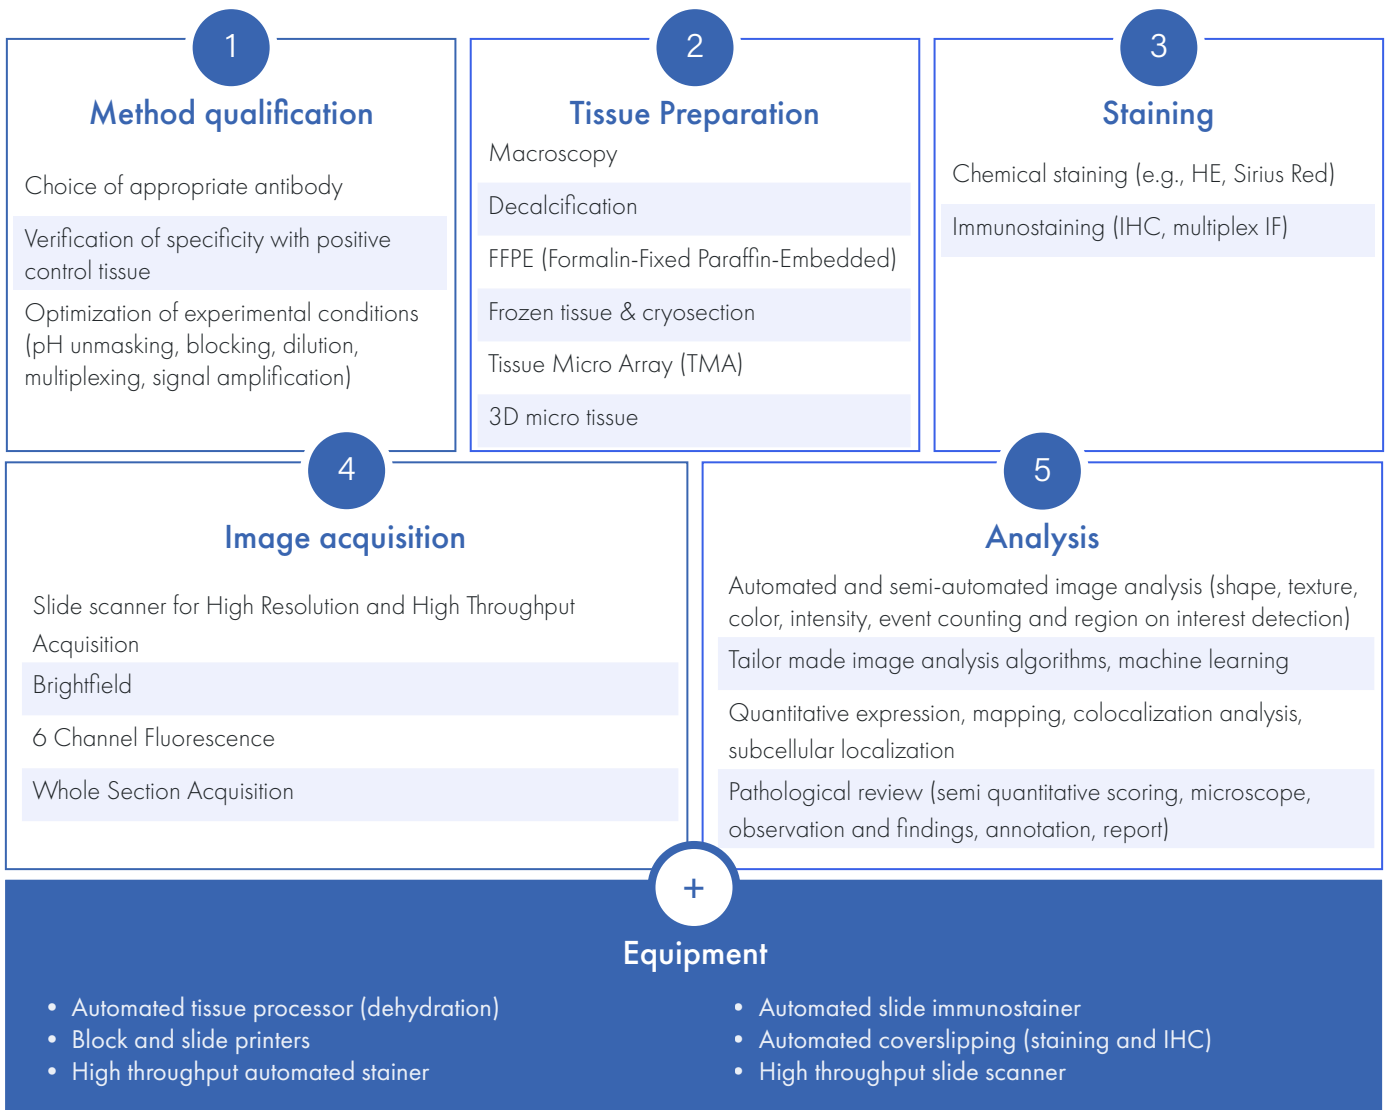 1
Method qualification
Choice of appropriate antibody
Verification of specificity with positive
control tissue
Optimization of experimental conditions
(pH unmasking, blocking, dilution,
multiplexing, signal amplification)
2
Tissue Preparation
Macroscopy
Decalcification
FFPE (Formalin-Fixed Paraffin-Embedded)
Frozen tissue & cryosection
Tissue Micro Array (TMA)
3D micro tissue
3
Staining
Chemical staining (e.g., HE, Sirius Red)
Immunostaining (IHC, multiplex IF)
4
Image acquisition
Slide scanner for High Resolution and High Throughput
Acquisition
Brightfield
6 Channel Fluorescence
Whole Section Acquisition
5
Analysis
Automated and semi-automated image analysis (shape, texture,
color, intensity, event counting and region on interest detection)
Tailor made image analysis algorithms, machine learning
Quantitative expression, mapping, colocalization analysis,
subcellular localization
Pathological review (semi quantitative scoring, microscope,
observation and findings, annotation, report)
+
Equipment
• Automated tissue processor (dehydration)
• Block and slide printers
• High throughput automated stainer
• Automated slide immunostainer
• Automated coverslipping (staining and IHC)
• High throughput slide scanner